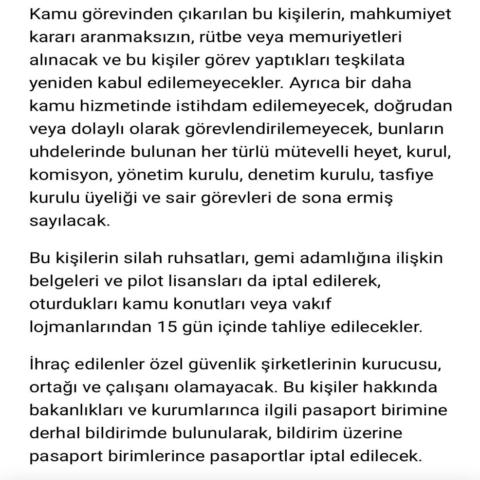 Kamu görevinden çıkarılan bu kişilerin, mahkumiyet
kararı aranmaksızın, rütbe veya memuriyetleri
alınacak ve bu kişiler görev yaptıkları teşkilata
yeniden kabul edilemeyecekler. Ayrıca bir daha
kamu hizmetinde istihdam edilemeyecek, doğrudan
veya dolaylı olarak görevlendirilemeyecek, bunların
uhdelerinde bulunan her türlü mütevelli heyet, kurul,
komisyon, yönetim kurulu, denetim kurulu, tasfiye
kurulu üyeliği ve sair görevleri de sona ermiş
sayılacak.
Bu kişilerin silah ruhsatları, gemi adamlığına ilişkin
belgeleri ve pilot lisansları da iptal edilerek,
oturdukları kamu konutları veya vakıf
lojmanlarından 15 gün içinde tahliye edilecekler.
İhraç edilenler özel güvenlik şirketlerinin kurucusu,
ortağı ve çalışanı olamayacak. Bu kişiler hakkında
bakanlıkları ve kurumlarınca ilgili pasaport birimine
derhal bildirimde bulunularak, bildirim üzerine
pasaport birimlerince pasaportlar iptal edilecek.